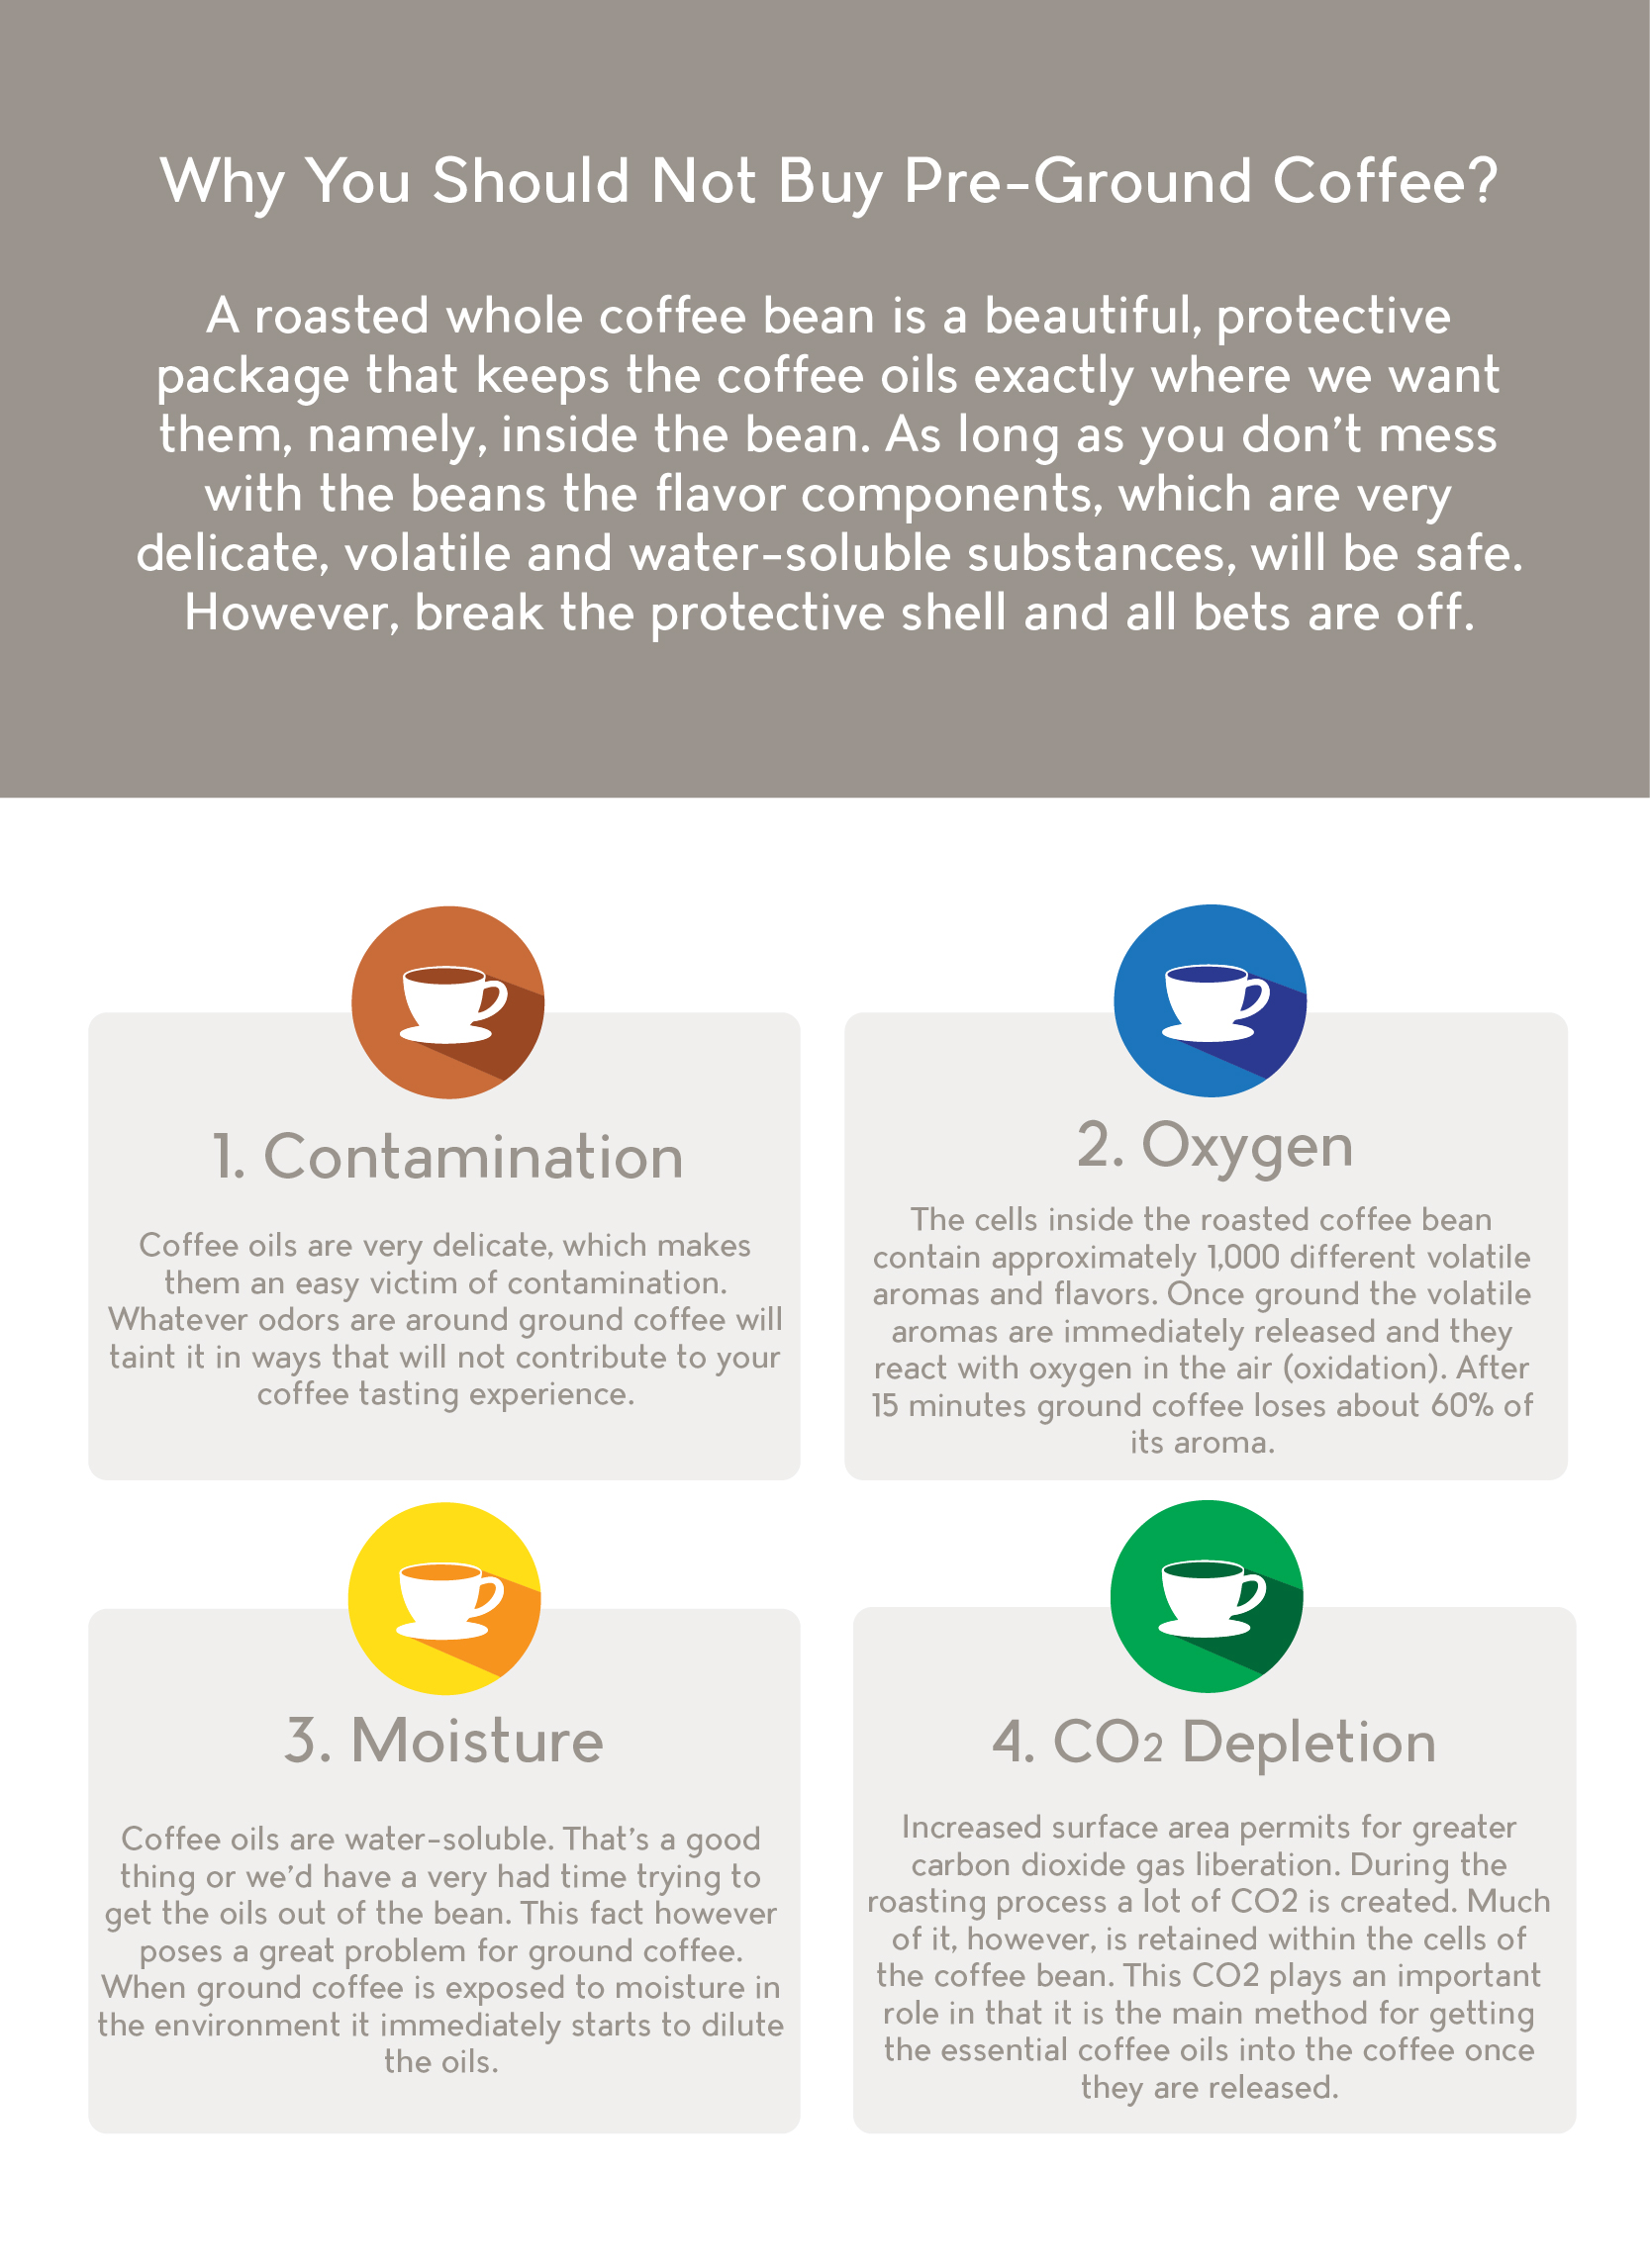 Why You Should Not Buy Pre-Ground Coffee?
A roasted whole coffee bean is a beautiful, protective
package that keeps the coffee oils exactly where we want
them, namely, inside the bean. As long as you don't mess
with the beans the flavor components, which are very
delicate, volatile and water-soluble substances, will be safe.
However, break the protective shell and all bets are off.
1. Contamination
Coffee oils are very delicate, which makes
them an easy victim of contamination.
Whatever odors are around ground coffee will
taint it in ways that will not contribute to your
coffee tasting experience.
2. Oxygen
The cells inside the roasted coffee bean
contain approximately 1,000 different volatile
aromas and flavors. Once ground the volatile
aromas are immediately released and they
react with oxygen in the air (oxidation). After
15 minutes ground coffee loses about 60% of
its aroma.
3. Moisture
Coffee oils are water-soluble. That's a good
thing or we'd have a very had time trying to
get the oils out of the bean. This fact however
poses a great problem for ground coffee.
When ground coffee is exposed to moisture in
the environment it immediately starts to dilute
the oils.
4. CO2 Depletion
Increased surface area permits for greater
carbon dioxide gas liberation. During the
roasting process a lot of CO2 is created. Much
of it, however, is retained within the cells of
the coffee bean. This CO2 plays an important
role in that it is the main method for getting
the essential coffee oils into the coffee once
they are released.